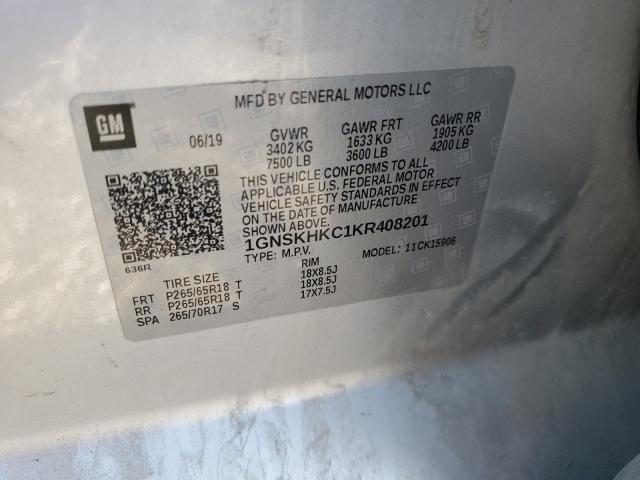 GM
MFD BY GENERAL MOTORS LLC
06/19 GVWR GAWR FRT GAWR RR
3402 KG 1633 KG 1905 KG
7500 LB 3600 LB 4200 LB
THIS VEHICLE CONFORMS TO ALL
APPLICABLE U.S. FEDERAL MOTOR
VEHICLE SAFETY STANDARDS IN EFFECT
ON THE DATE OF MANUFACTURE
SHOWN ABOVE.
1GNSKHKC1KR408201
636R TYPE: M.P.V. MODEL: 11CK15906
TIRE SIZE RIM
FRT P265/65R18 T 18X8.5J
RR P265/65R18 T 18X8.5J
SPA 265/70R17 S 17X7.5J